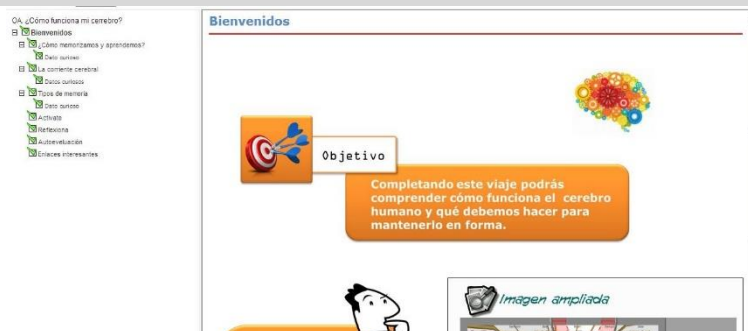 OA. ¿Cómo funciona mi cerrebro?
Bienvenidos
¿Cómo memorizamos y aprendemos?
Dato curioso
La corriente cerebral
Datos curiosos
Tipos de memoria
Dato curioso
Activate
Reflexiona
Autoevaluación
Enlaces interesantes
Bienvenidos
Objetivo
Completando este viaje podrás
comprender cómo funciona el cerebro
humano y qué debemos hacer para
mantenerlo en forma.
Imagen ampliada